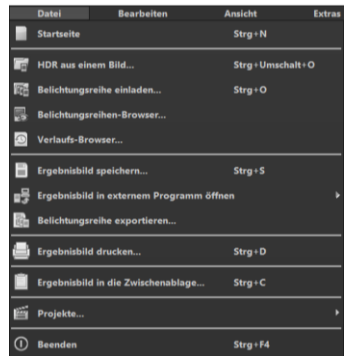 Datei Bearbeiten Ansicht Extras
Startseite Strg+N
HDR aus einem Bild... Strg+Umschalt+O
Belichtungsreihe einladen... Strg+O
Belichtungsreihen-Browser...
Verlaufs-Browser...
Ergebnisbild speichern... Strg+S
Ergebnisbild in externem Programm öffnen
Belichtungsreihe exportieren...
Ergebnisbild drucken... Strg+D
Ergebnisbild in die Zwischenablage... Strg+C
Projekte...
Beenden Strg+F4